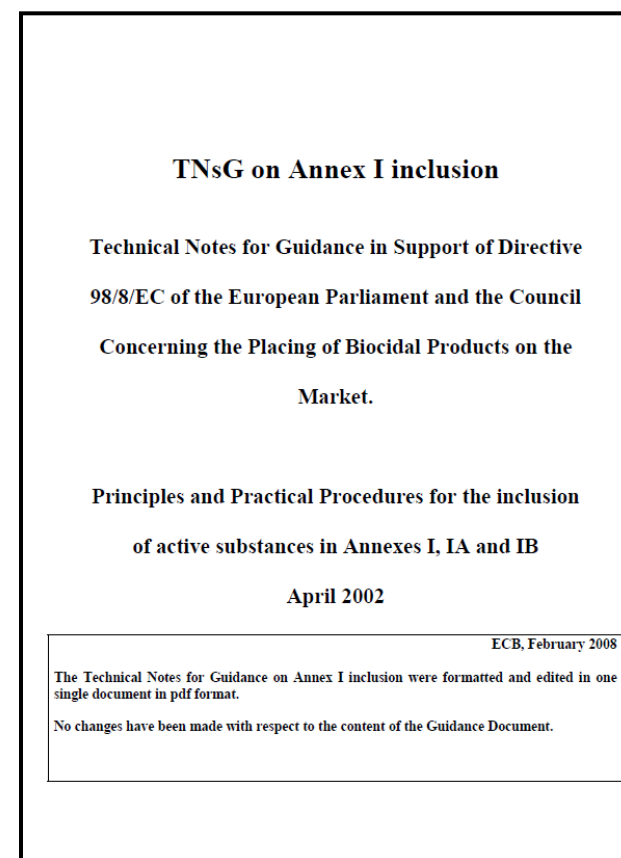 TNsG on Annex I inclusion
Technical Notes for Guidance in Support of Directive
98/8/EC of the European Parliament and the Council
Concerning the Placing of Biocidal Products on the
Market.
Principles and Practical Procedures for the inclusion
of active substances in Annexes I, IA and IB
April 2002
ECB, February 2008
The Technical Notes for Guidance on Annex I inclusion were formatted and edited in one
single document in pdf format.
No changes have been made with respect to the content of the Guidance Document.